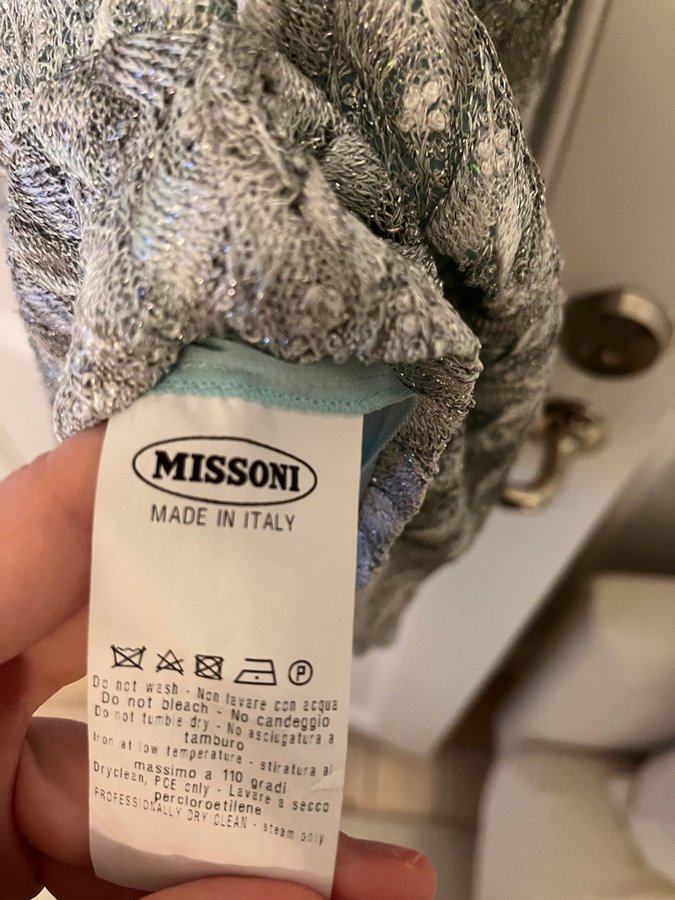 MISSONI
MADE IN ITALY
P
Do not wash - Non lavare con acqua
Do not bleach - No candeggio
Do not tumble dry - No asciugatura a
tamburo
Iron at low temperature - stiratura al
massimo a 110 gradi
Dryclean, PCE only - Lavare a secco
percloroetilene
PROFESSIONALLY DRY CLEAN - steam only